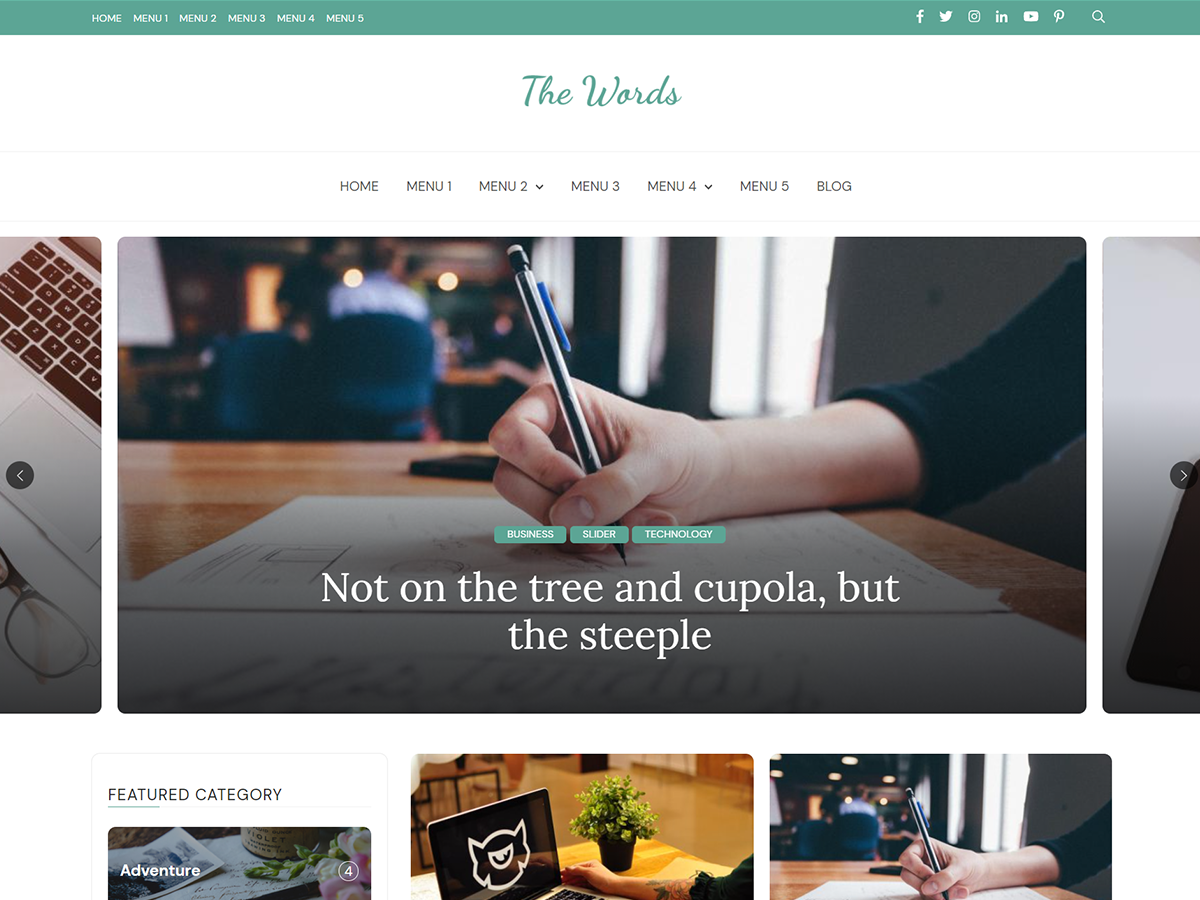 HOME MENU 1 MENU 2 MENU 3 MENU 4 MENU 5
The Words
HOME MENU 1 MENU 2 MENU 3 MENU 4 MENU 5 BLOG
BUSINESS SLIDER TECHNOLOGY
Not on the tree and cupola, but
the steeple
FEATURED CATEGORY
VIOLET
Adventure 4